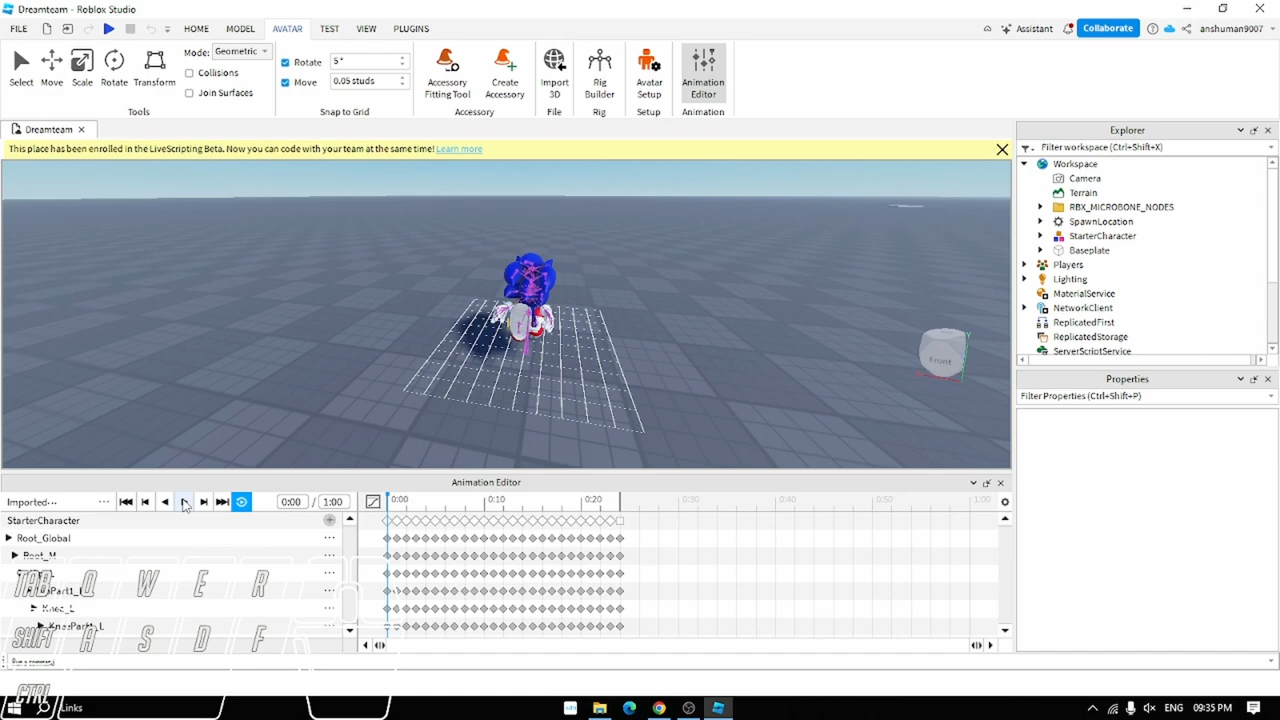 Dreamteam - Roblox Studio
FILE HOME MODEL AVATAR TEST VIEW PLUGINS Assistant Collaborate anshuman9007
Select Move Scale Rotate Transform
Mode: Geometric
Collisions
Join Surfaces
Tools
Rotate 5°
Move 0.05 studs
Snap to Grid
Accessory Fitting Tool
Create Accessory
Accessory
Import 3D
File
Rig Builder
Rig
Avatar Setup
Setup
Animation Editor
Animation
Dreamteam
This place has been enrolled in the LiveScripting Beta. Now you can code with your team at the same time! Learn more
Front
Explorer
Filter workspace (Ctrl+Shift+X)
Workspace
Camera
Terrain
RBX_MICROBONE_NODES
SpawnLocation
StarterCharacter
Baseplate
Players
Lighting
MaterialService
NetworkClient
ReplicatedFirst
ReplicatedStorage
ServerScriptService
Properties
Filter Properties (Ctrl+Shift+P)
Animation Editor
Imported··· 0:00 / 1:00 0:00 0:10 0:20 0:30 0:40 0:50 1:00
StarterCharacter
Root_Global
Root_M
Knee_L
TAB Q W E R
SHIFT A S D F
CTRL
Links
ENG 09:35 PM